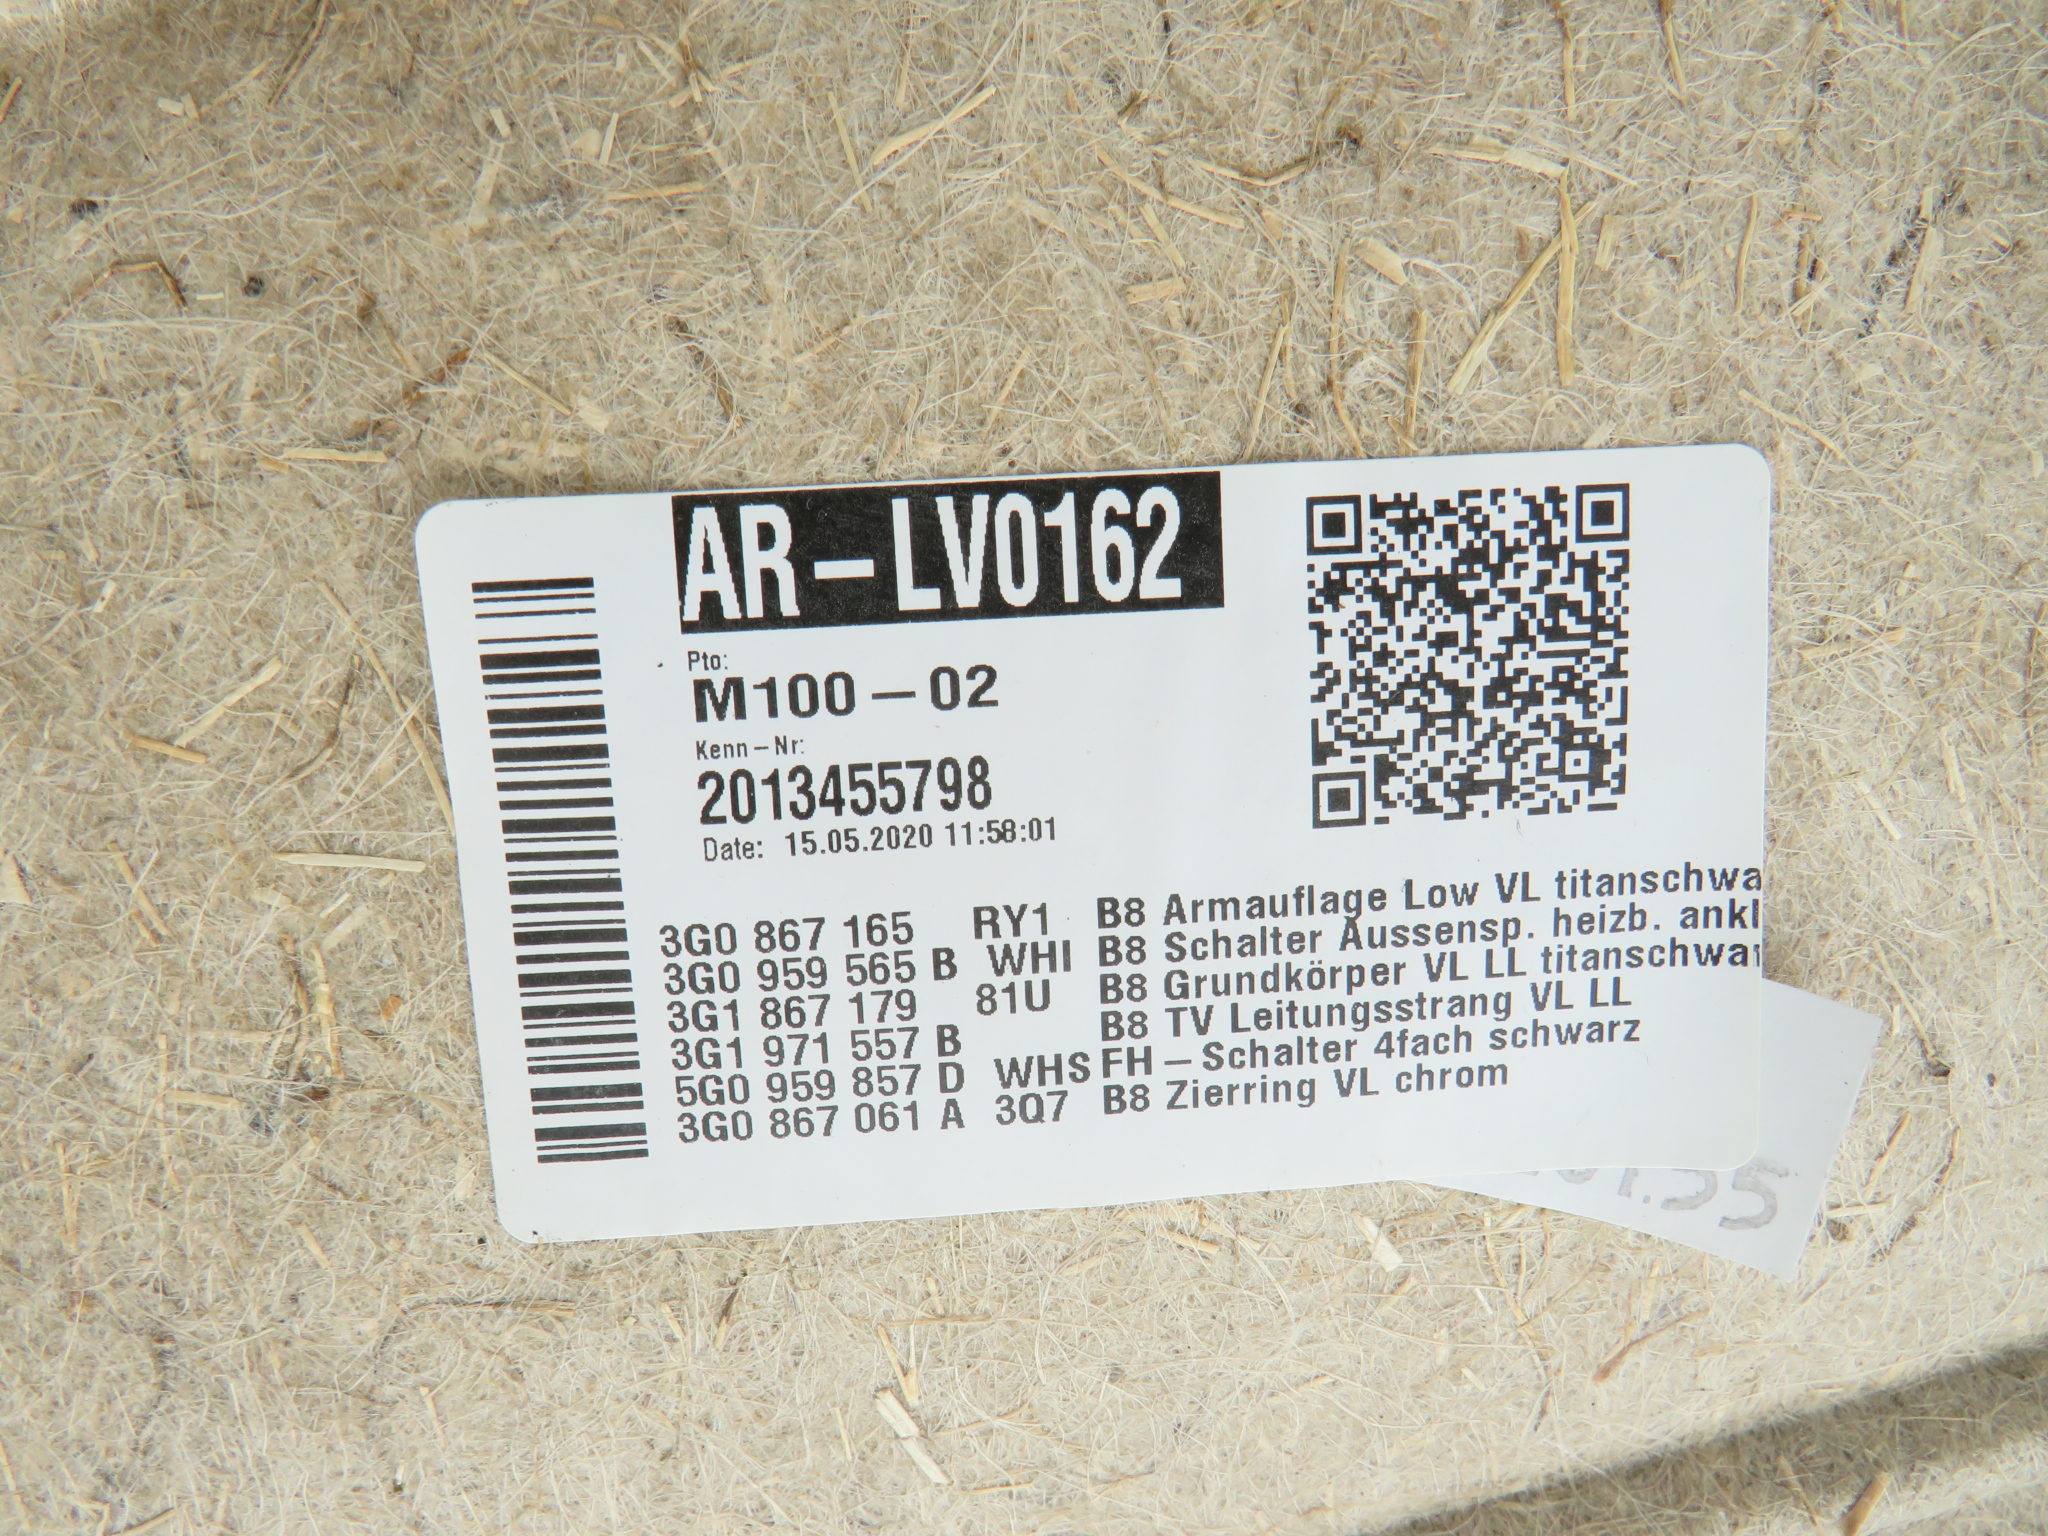 AR-LV0162
Pto:
M100-02
Kenn-Nr:
2013455798
Date: 15.05.2020 11:58:01
3G0 867 165 RY1 B8 Armauflage Low VL titanschwa
3G0 959 565 B WHI B8 Schalter Aussensp. heizb. ankl
3G1 867 179 81U B8 Grundkörper VL LL titanschwar
3G1 971 557 B B8 TV Leitungsstrang VL LL
5G0 959 857 D WHS FH-Schalter 4fach schwarz
3G0 867 061 A 3Q7 B8 Zierring VL chrom